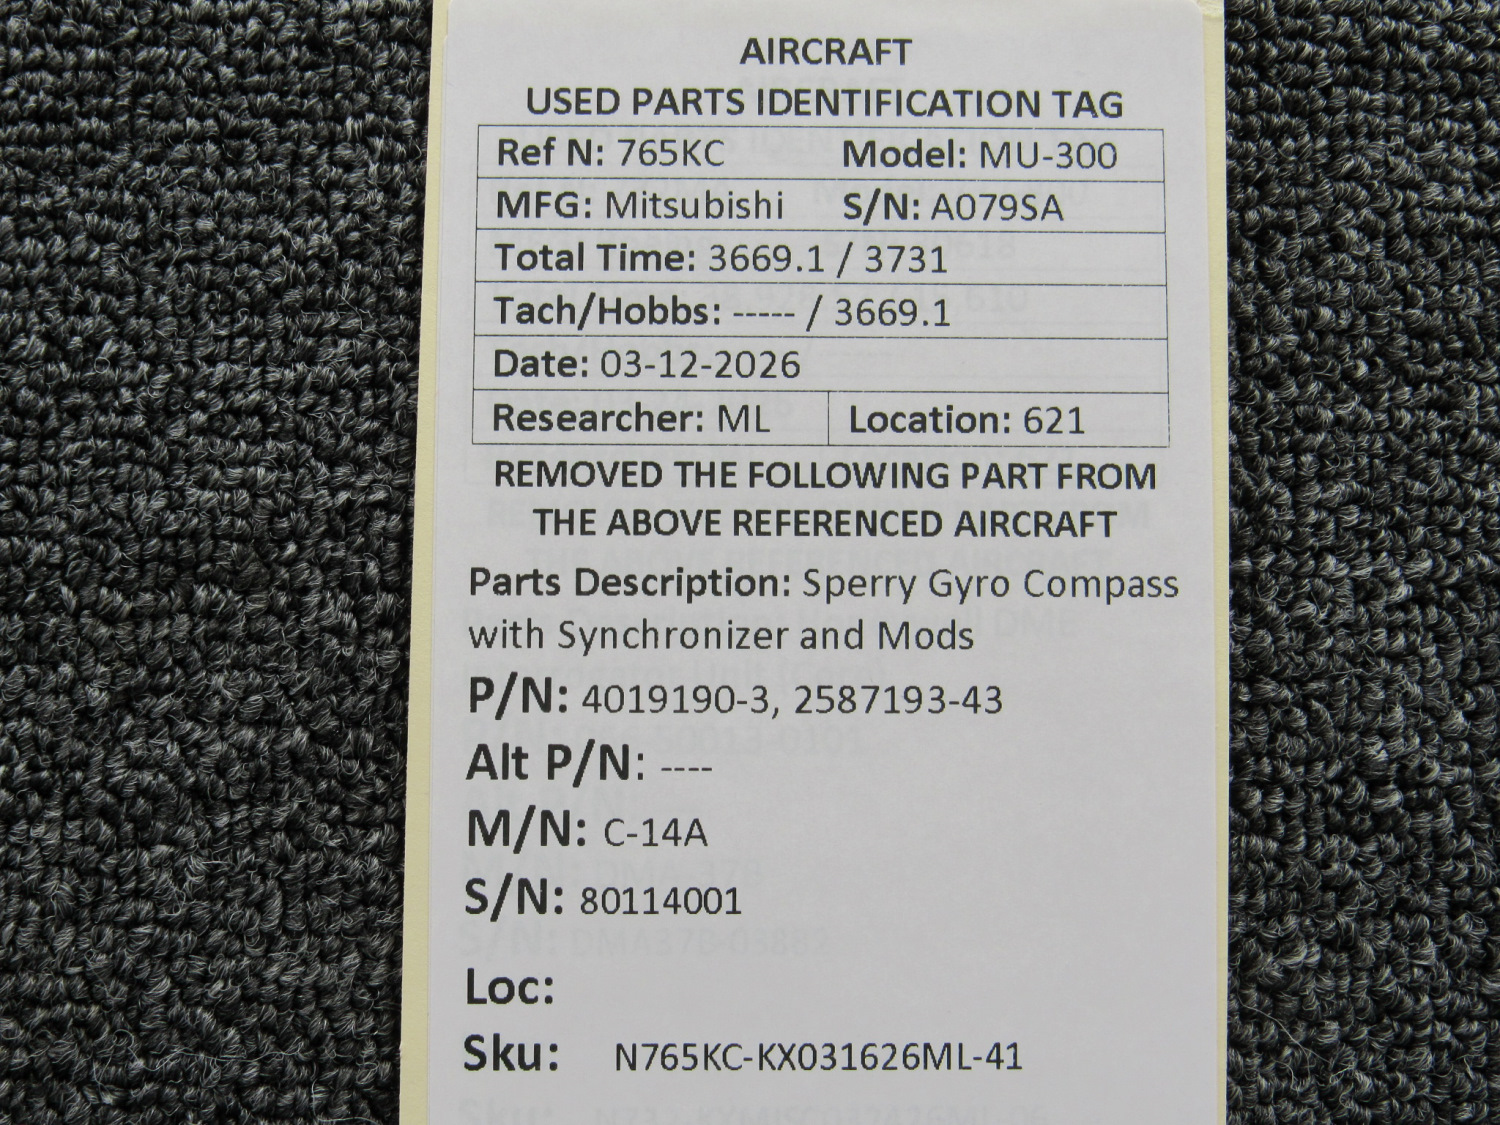 AIRCRAFT
USED PARTS IDENTIFICATION TAG
Ref N: 765KC Model: MU-300
MFG: Mitsubishi S/N: A079SA
Total Time: 3669.1 / 3731
Tach/Hobbs: ----- / 3669.1
Date: 03-12-2026
Researcher: ML Location: 621
REMOVED THE FOLLOWING PART FROM
THE ABOVE REFERENCED AIRCRAFT
Parts Description: Sperry Gyro Compass
with Synchronizer and Mods
P/N: 4019190-3, 2587193-43
Alt P/N: ----
M/N: C-14A
S/N: 80114001
Loc:
Sku: N765KC-KX031626ML-41